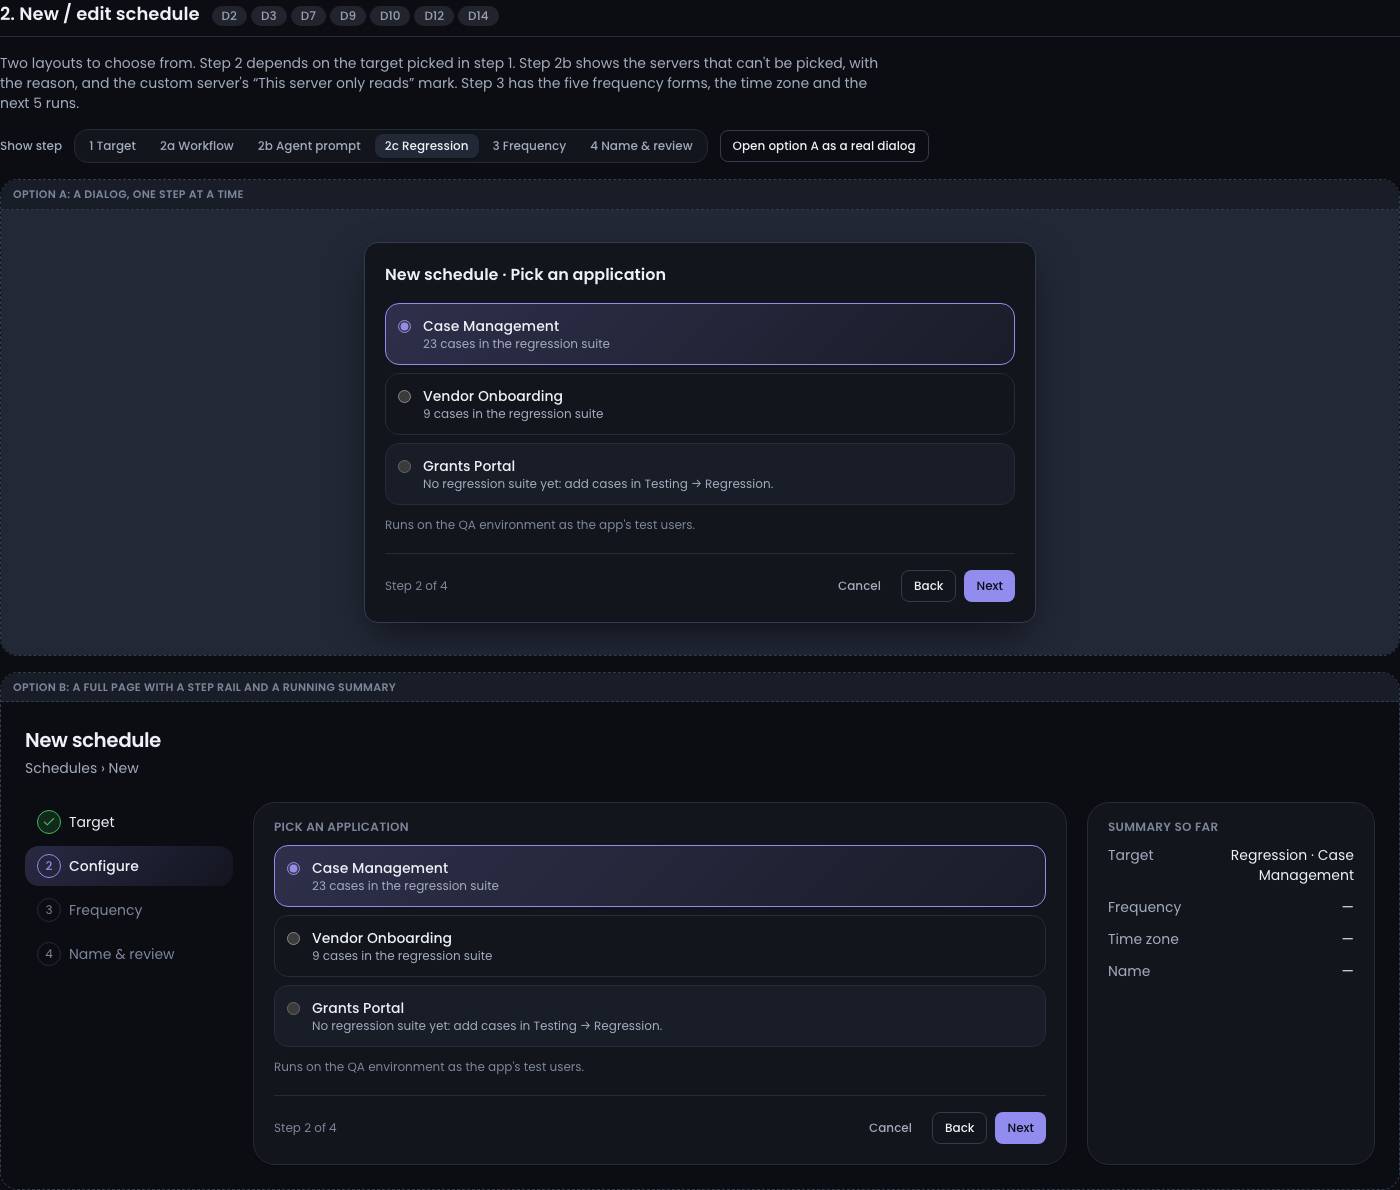 2. New / edit schedule D2 D3 D7 D9 D10 D12 D14
Two layouts to choose from. Step 2 depends on the target picked in step 1. Step 2b shows the servers that can't be picked, with
the reason, and the custom server's “This server only reads” mark. Step 3 has the five frequency forms, the time zone and the
next 5 runs.
Show step 1 Target 2a Workflow 2b Agent prompt 2c Regression 3 Frequency 4 Name & review Open option A as a real dialog
OPTION A: A DIALOG, ONE STEP AT A TIME
New schedule · Pick an application
Case Management
23 cases in the regression suite
Vendor Onboarding
9 cases in the regression suite
Grants Portal
No regression suite yet: add cases in Testing → Regression.
Runs on the QA environment as the app's test users.
Step 2 of 4 Cancel Back Next
OPTION B: A FULL PAGE WITH A STEP RAIL AND A RUNNING SUMMARY
New schedule
Schedules › New
Target
2 Configure
3 Frequency
4 Name & review
PICK AN APPLICATION
Case Management
23 cases in the regression suite
Vendor Onboarding
9 cases in the regression suite
Grants Portal
No regression suite yet: add cases in Testing → Regression.
Runs on the QA environment as the app's test users.
Step 2 of 4 Cancel Back Next
SUMMARY SO FAR
Target Regression · Case
Management
Frequency —
Time zone —
Name —